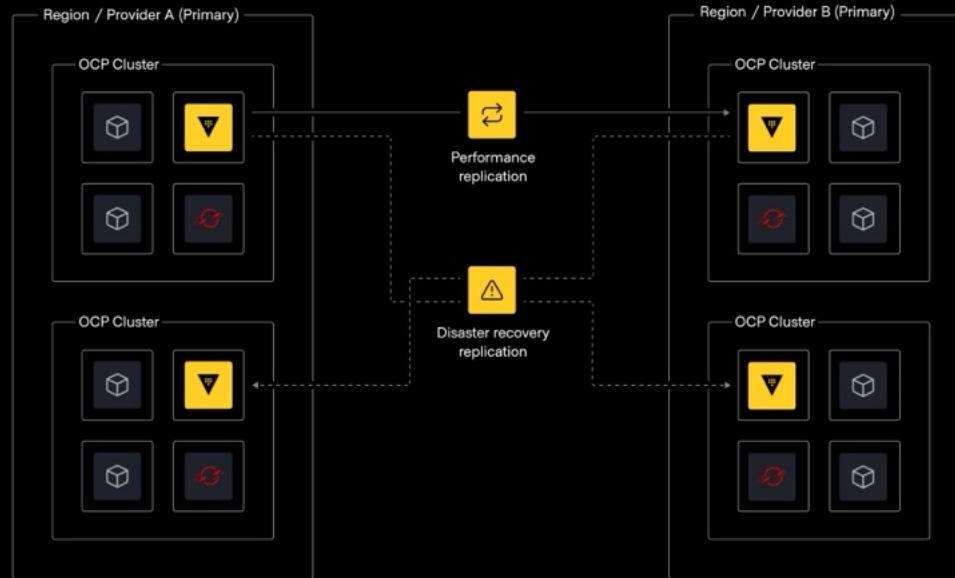 Region / Provider A (Primary)
Region / Provider B (Primary)
OCP Cluster
OCP Cluster
Performance
replication
Disaster recovery
replication
OCP Cluster
OCP Cluster